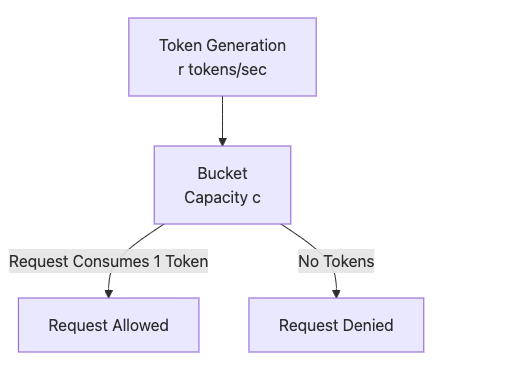 Token Generation
r tokens/sec
Bucket
Capacity c
Request Consumes 1 Token
No Tokens
Request Allowed
Request Denied